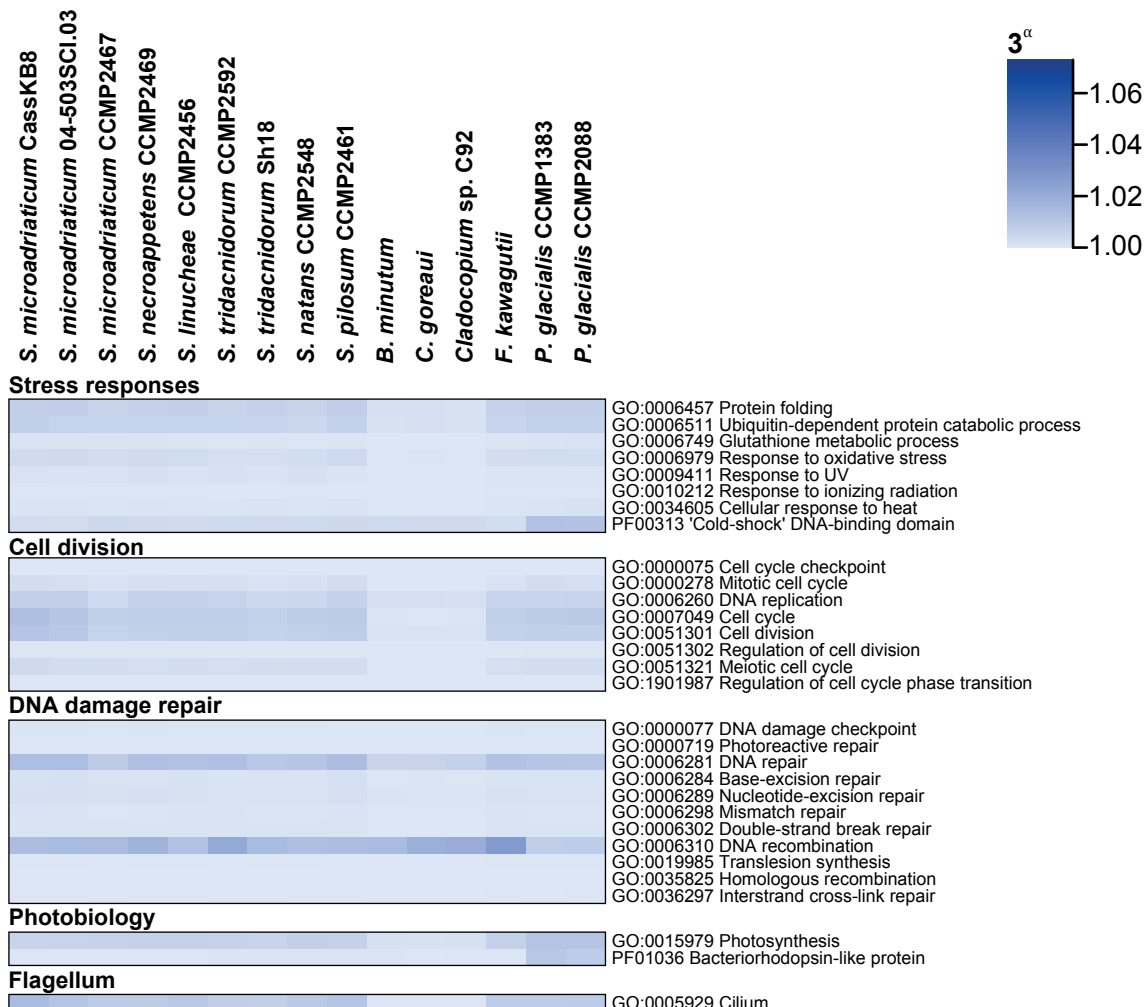 S. microadriaticum CassKB8
S. microadriaticum 04-503SCI.03
S. microadriaticum CCMP2467
S. necroappetens CCMP2469
S. linucheae CCMP2456
S. tridacnidorum CCMP2592
S. tridacnidorum Sh18
S. natans CCMP2548
S. pilosum CCMP2461
B. minutum
C. goreaui
Cladocopium sp. C92
F. kawagutii
P. glacialis CCMP1383
P. glacialis CCMP2088
3^α
1.06
1.04
1.02
1.00
Stress responses
GO:0006457 Protein folding
GO:0006511 Ubiquitin-dependent protein catabolic process
GO:0006749 Glutathione metabolic process
GO:0006979 Response to oxidative stress
GO:0009411 Response to UV
GO:0010212 Response to ionizing radiation
GO:0034605 Cellular response to heat
PF00313 'Cold-shock' DNA-binding domain
Cell division
GO:0000075 Cell cycle checkpoint
GO:0000278 Mitotic cell cycle
GO:0006260 DNA replication
GO:0007049 Cell cycle
GO:0051301 Cell division
GO:0051302 Regulation of cell division
GO:0051321 Meiotic cell cycle
GO:1901987 Regulation of cell cycle phase transition
DNA damage repair
GO:0000077 DNA damage checkpoint
GO:0000719 Photoreactive repair
GO:0006281 DNA repair
GO:0006284 Base-excision repair
GO:0006289 Nucleotide-excision repair
GO:0006298 Mismatch repair
GO:0006302 Double-strand break repair
GO:0006310 DNA recombination
GO:0019985 Translesion synthesis
GO:0035825 Homologous recombination
GO:0036297 Interstrand cross-link repair
Photobiology
GO:0015979 Photosynthesis
PF01036 Bacteriorhodopsin-like protein
Flagellum
GO:0005929 Cilium